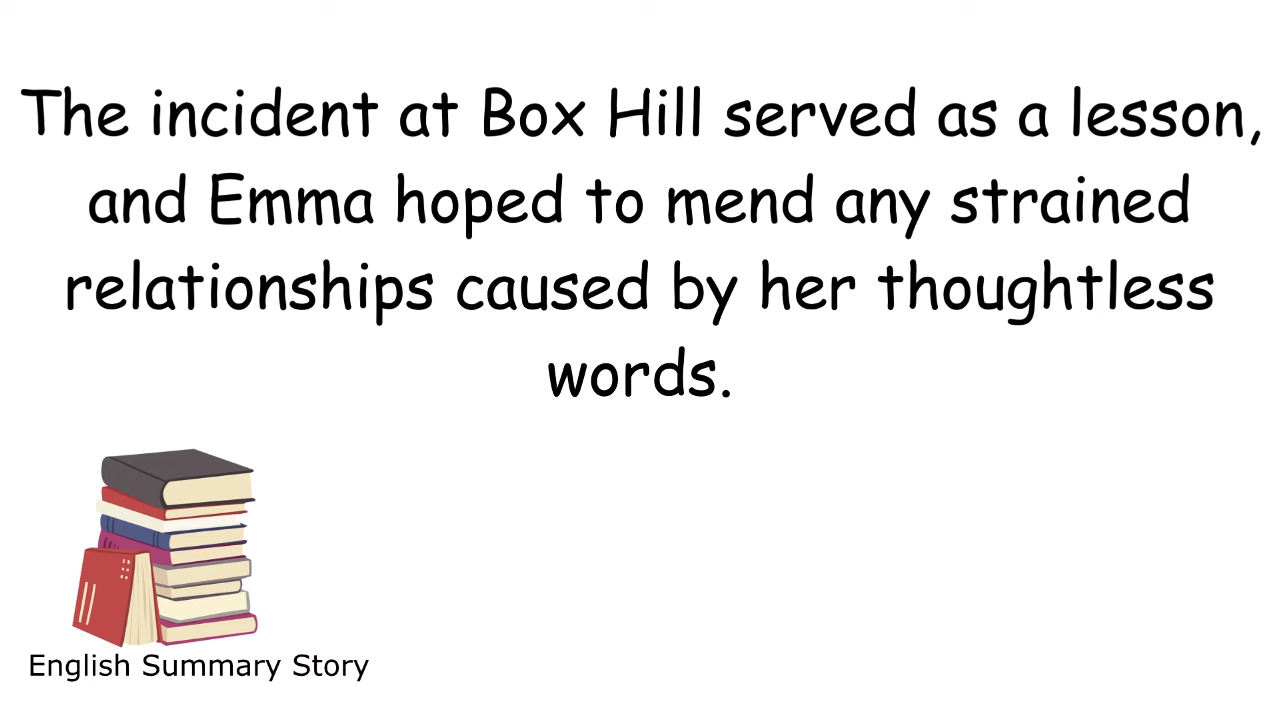 The incident at Box Hill served as a lesson,
and Emma hoped to mend any strained
relationships caused by her thoughtless
words.
English Summary Story